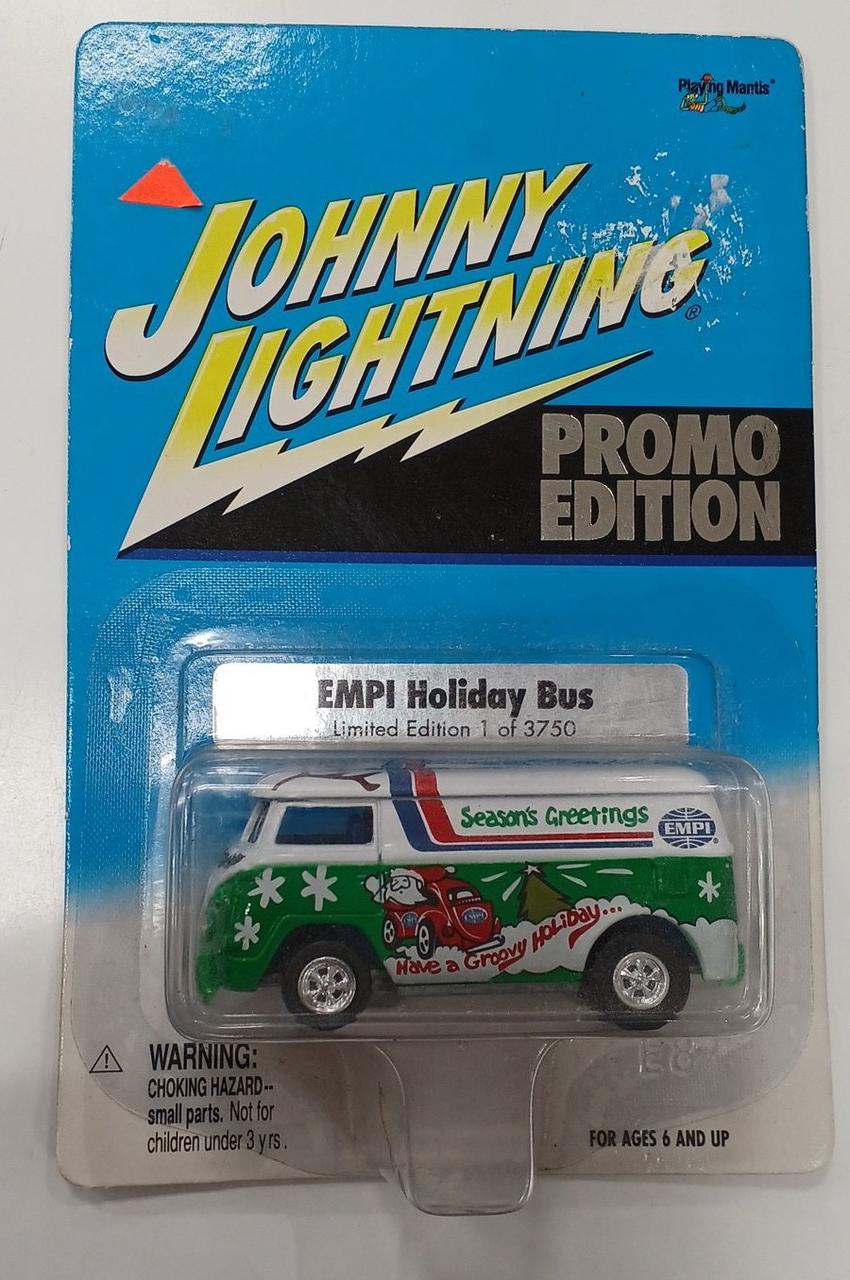 Playing Mantis®
JOHNNY
LIGHTNING®
PROMO
EDITION
EMPI Holiday Bus
Limited Edition 1 of 3750
Season's Greetings
EMPI
EMPI
Have a Groovy Holiday...
WARNING:
CHOKING HAZARD--
small parts. Not for
children under 3 yrs.
FOR AGES 6 AND UP